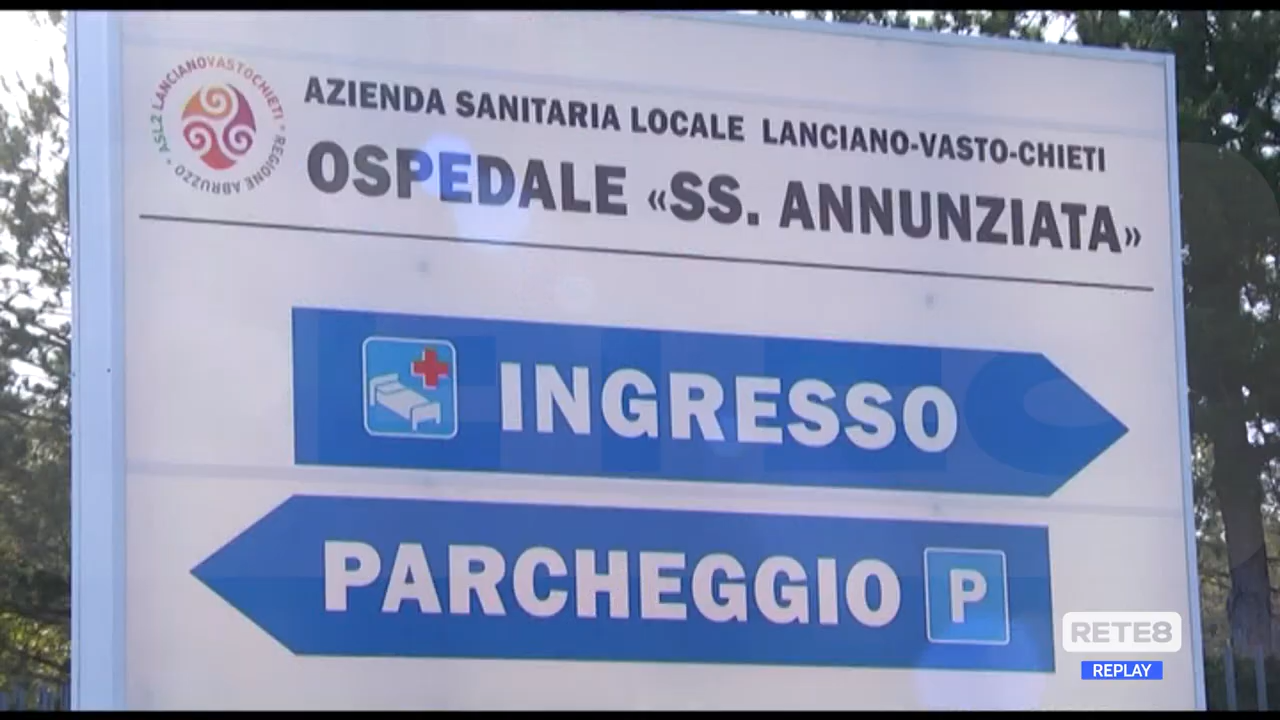 ASL2 LANCIANOVASTOCHIETI * REGIONE ABRUZZO *
AZIENDA SANITARIA LOCALE LANCIANO-VASTO-CHIETI
OSPEDALE «SS. ANNUNZIATA»
INGRESSO
PARCHEGGIO P
RETE8
REPLAY